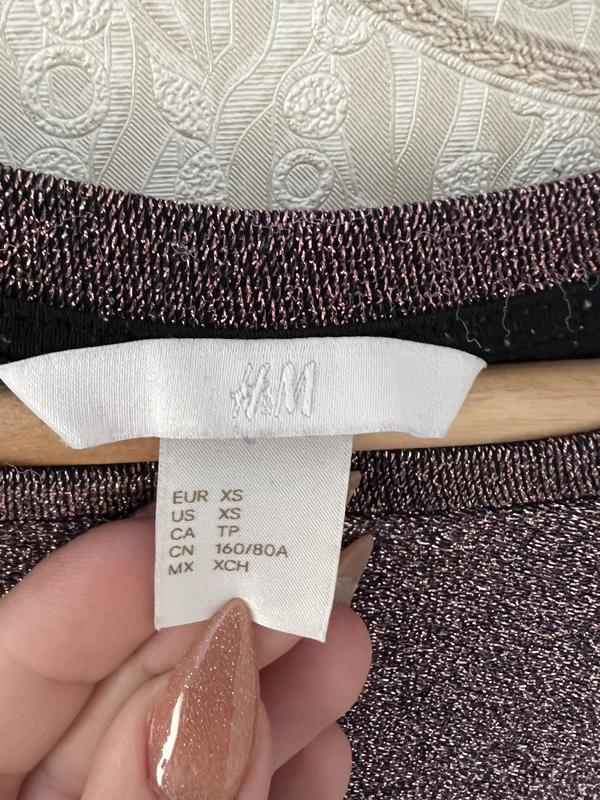 H&M
EUR XS
US XS
CA TP
CN 160/80A
MX XCH